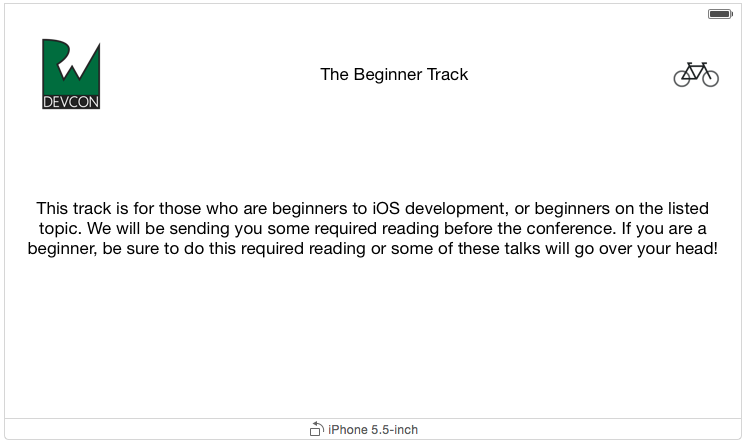 The Beginner Track
DEVCON
This track is for those who are beginners to iOS development, or beginners on the listed
topic. We will be sending you some required reading before the conference. If you are a
beginner, be sure to do this required reading or some of these talks will go over your head!
iPhone 5.5-inch